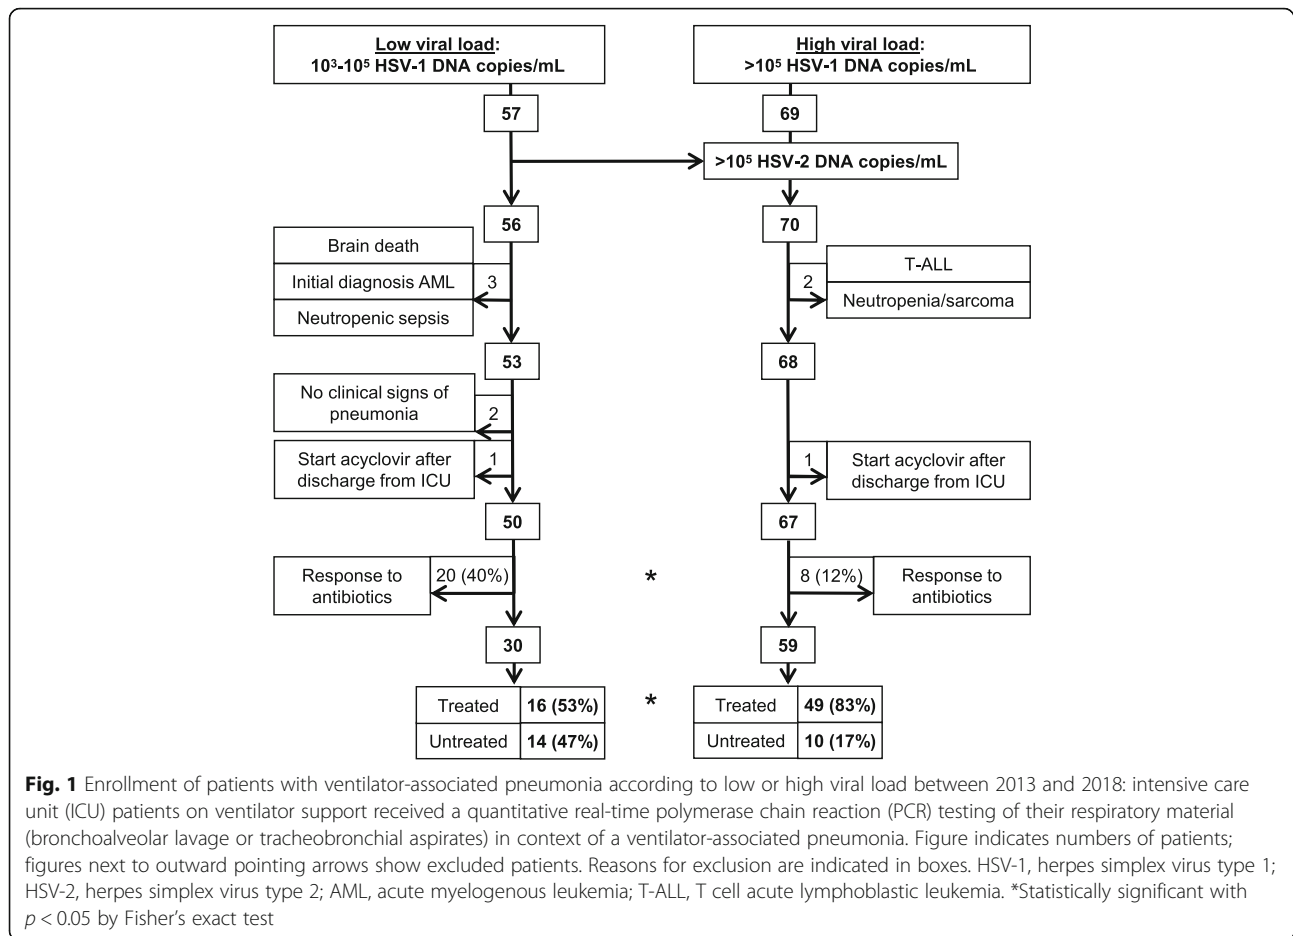 Low viral load:
10³-10⁵ HSV-1 DNA copies/mL
High viral load:
>10⁵ HSV-1 DNA copies/mL
57
69
>10⁵ HSV-2 DNA copies/mL
56
70
Brain death
Initial diagnosis AML
Neutropenic sepsis
3
2
T-ALL
Neutropenia/sarcoma
53
68
No clinical signs of
pneumonia
2
Start acyclovir after
discharge from ICU
1
1
Start acyclovir after
discharge from ICU
50
67
Response to
antibiotics
20 (40%)
*
8 (12%)
Response to
antibiotics
30
59
Treated 16 (53%)
Untreated 14 (47%)
*
Treated 49 (83%)
Untreated 10 (17%)
Fig. 1 Enrollment of patients with ventilator-associated pneumonia according to low or high viral load between 2013 and 2018: intensive care
unit (ICU) patients on ventilator support received a quantitative real-time polymerase chain reaction (PCR) testing of their respiratory material
(bronchoalveolar lavage or tracheobronchial aspirates) in context of a ventilator-associated pneumonia. Figure indicates numbers of patients;
figures next to outward pointing arrows show excluded patients. Reasons for exclusion are indicated in boxes. HSV-1, herpes simplex virus type 1;
HSV-2, herpes simplex virus type 2; AML, acute myelogenous leukemia; T-ALL, T cell acute lymphoblastic leukemia. *Statistically significant with
p < 0.05 by Fisher's exact test